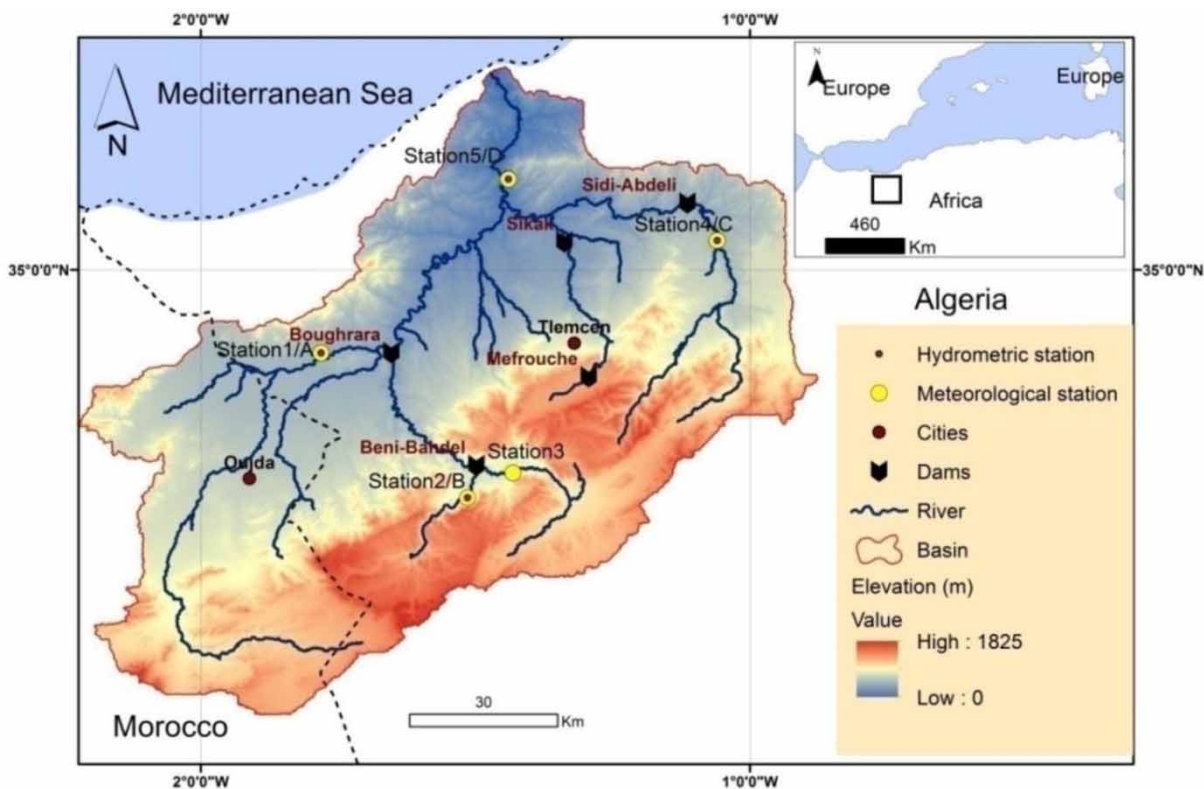 2°0'0"W
1°0'0"W
Mediterranean Sea
N
N
Europe
Europe
Africa
460
Km
Station5/D
Sidi-Abdeli
Sikak
Station4/C
35°0'0"N
35°0'0"N
Boughrara
Station1/A
Tlemcen
Mefrouche
Beni-Bahdel
Station3
Oujda
Station2/B
Algeria
Hydrometric station
Meteorological station
Cities
Dams
River
Basin
Elevation (m)
Value
High : 1825
Low : 0
30
Km
Morocco
2°0'0"W
1°0'0"W